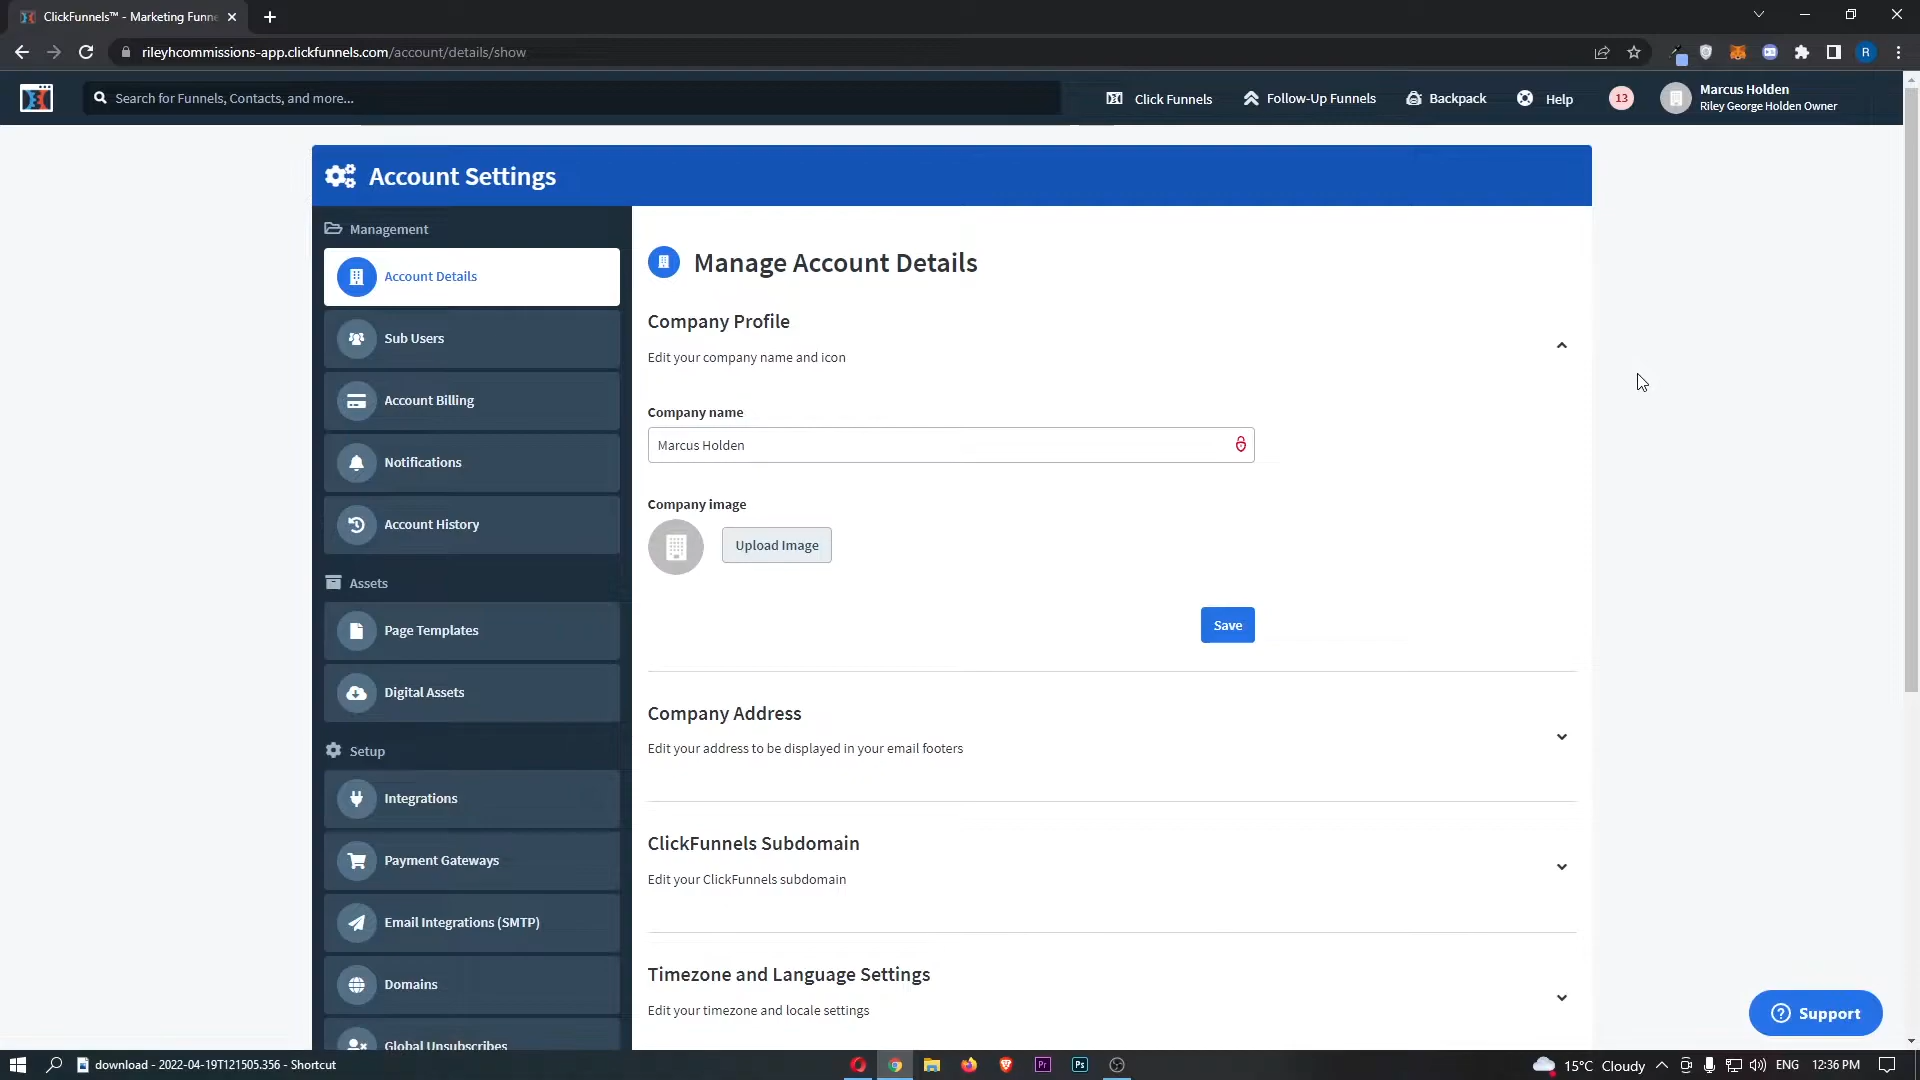 ClickFunnels™ - Marketing Funne
rileyhcommissions-app.clickfunnels.com/account/details/show
R
Search for Funnels, Contacts, and more...
Click Funnels
Follow-Up Funnels
Backpack
Help
13
Marcus Holden
Riley George Holden Owner
Account Settings
Management
Account Details
Sub Users
Account Billing
Notifications
Account History
Assets
Page Templates
Digital Assets
Setup
Integrations
Payment Gateways
Email Integrations (SMTP)
Domains
Global Unsubscribes
Manage Account Details
Company Profile
Edit your company name and icon
Company name
Marcus Holden
Company image
Upload Image
Save
Company Address
Edit your address to be displayed in your email footers
ClickFunnels Subdomain
Edit your ClickFunnels subdomain
Timezone and Language Settings
Edit your timezone and locale settings
Support
download - 2022-04-19T121505.356 - Shortcut
Pr
Ps
15°C Cloudy
ENG
12:36 PM